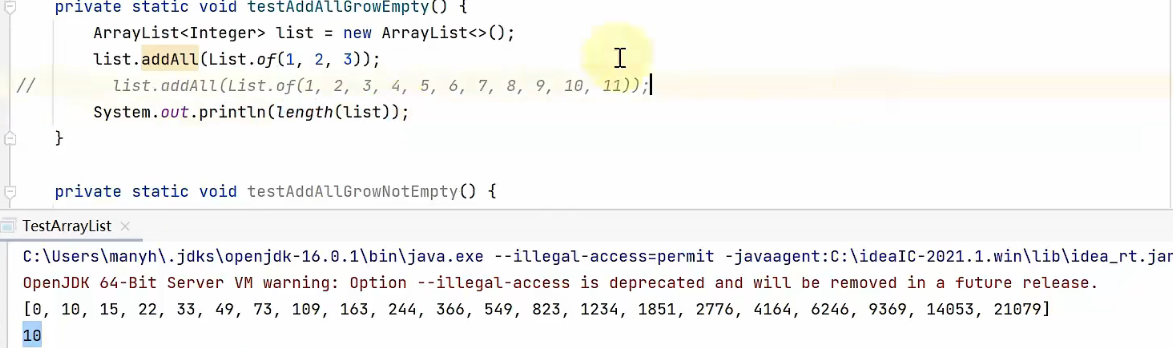 private static void testAddAllGrowEmpty() {
ArrayList<Integer> list = new ArrayList<>();
list.addAll(List.of(1, 2, 3));
// list.addAll(List.of(1, 2, 3, 4, 5, 6, 7, 8, 9, 10, 11));
System.out.println(length(list));
}
private static void testAddAllGrowNotEmpty() {
TestArrayList ×
C:\Users\manyh\.jdks\openjdk-16.0.1\bin\java.exe --illegal-access=permit -javaagent:C:\ideaIC-2021.1.win\lib\idea_rt.jar
OpenJDK 64-Bit Server VM warning: Option --illegal-access is deprecated and will be removed in a future release.
[0, 10, 15, 22, 33, 49, 73, 109, 163, 244, 366, 549, 823, 1234, 1851, 2776, 4164, 6246, 9369, 14053, 21079]
10